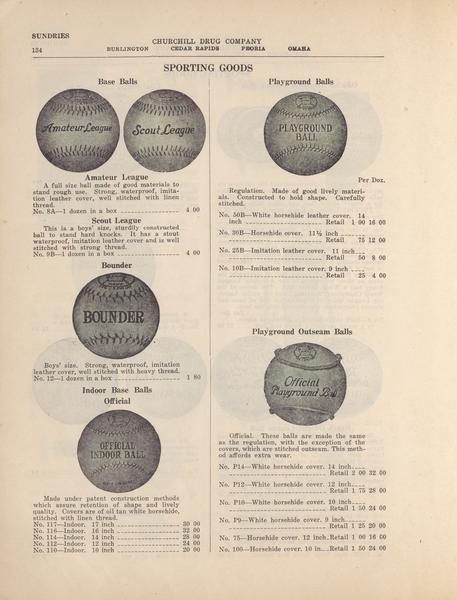 SUNDRIES
CHURCHILL DRUG COMPANY
134
BURLINGTON CEDAR RAPIDS PEORIA OMAHA
SPORTING GOODS
Base Balls
Amateur League
Scout League
Amateur League
A full size ball made of good materials to
stand rough use. Strong, waterproof, imita-
tion leather cover, well stitched with linen
thread.
No. 8A—1 dozen in a box 4 00
Scout League
This is a boys' size, sturdily constructed
ball to stand hard knocks. It has a stout
waterproof, imitation leather cover and is well
stitched with strong thread.
No. 9B—1 dozen in a box 4 00
Bounder
BOUNDER
Boys' size. Strong, waterproof, imitation
leather cover, well stitched with heavy thread.
No. 12—1 dozen in a box 1 80
Indoor Base Balls
Official
OFFICIAL
INDOOR BALL
Made under patent construction methods
which assure retention of shape and lively
quality. Covers are of oil tan white horsehide,
stitched with linen thread.
No. 117—Indoor. 17 inch 30 00
No. 116—Indoor. 16 inch 32 00
No. 114—Indoor. 14 inch 28 00
No. 112—Indoor. 12 inch 24 00
No. 110—Indoor. 10 inch 20 00
Playground Balls
PLAYGROUND
BALL
Per Doz.
Regulation. Made of good lively materi-
als. Constructed to hold shape. Carefully
stitched.
No. 50B—White horsehide leather cover. 14
inch Retail 1 00 16 00
No. 30B—Horsehide cover. 11½ inch
Retail 75 12 00
No. 25B—Imitation leather cover. 11 inch
Retail 50 8 00
No. 10B—Imitation leather cover. 9 inch
Retail 25 4 00
Playground Outseam Balls
Official
Playground Ball
Official. These balls are made the same
as the regulation, with the exception of the
covers, which are stitched outseam. This meth-
od affords extra wear.
No. P14—White horsehide cover. 14 inch
Retail 2 00 32 00
No. P12—White horsehide cover. 12 inch
Retail 1 75 28 00
No. P10—White horsehide cover. 10 inch
Retail 1 50 24 00
No. P9—White horsehide cover. 9 inch
Retail 1 25 20 00
No. 75—Horsehide cover. 12 inch Retail 1 00 16 00
No. 100—Horsehide cover. 10 in. Retail 1 50 24 00